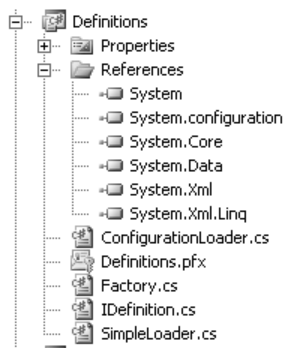 Definitions
Properties
References
System
System.configuration
System.Core
System.Data
System.Xml
System.Xml.Linq
ConfigurationLoader.cs
Definitions.pfx
Factory.cs
IDefinition.cs
SimpleLoader.cs